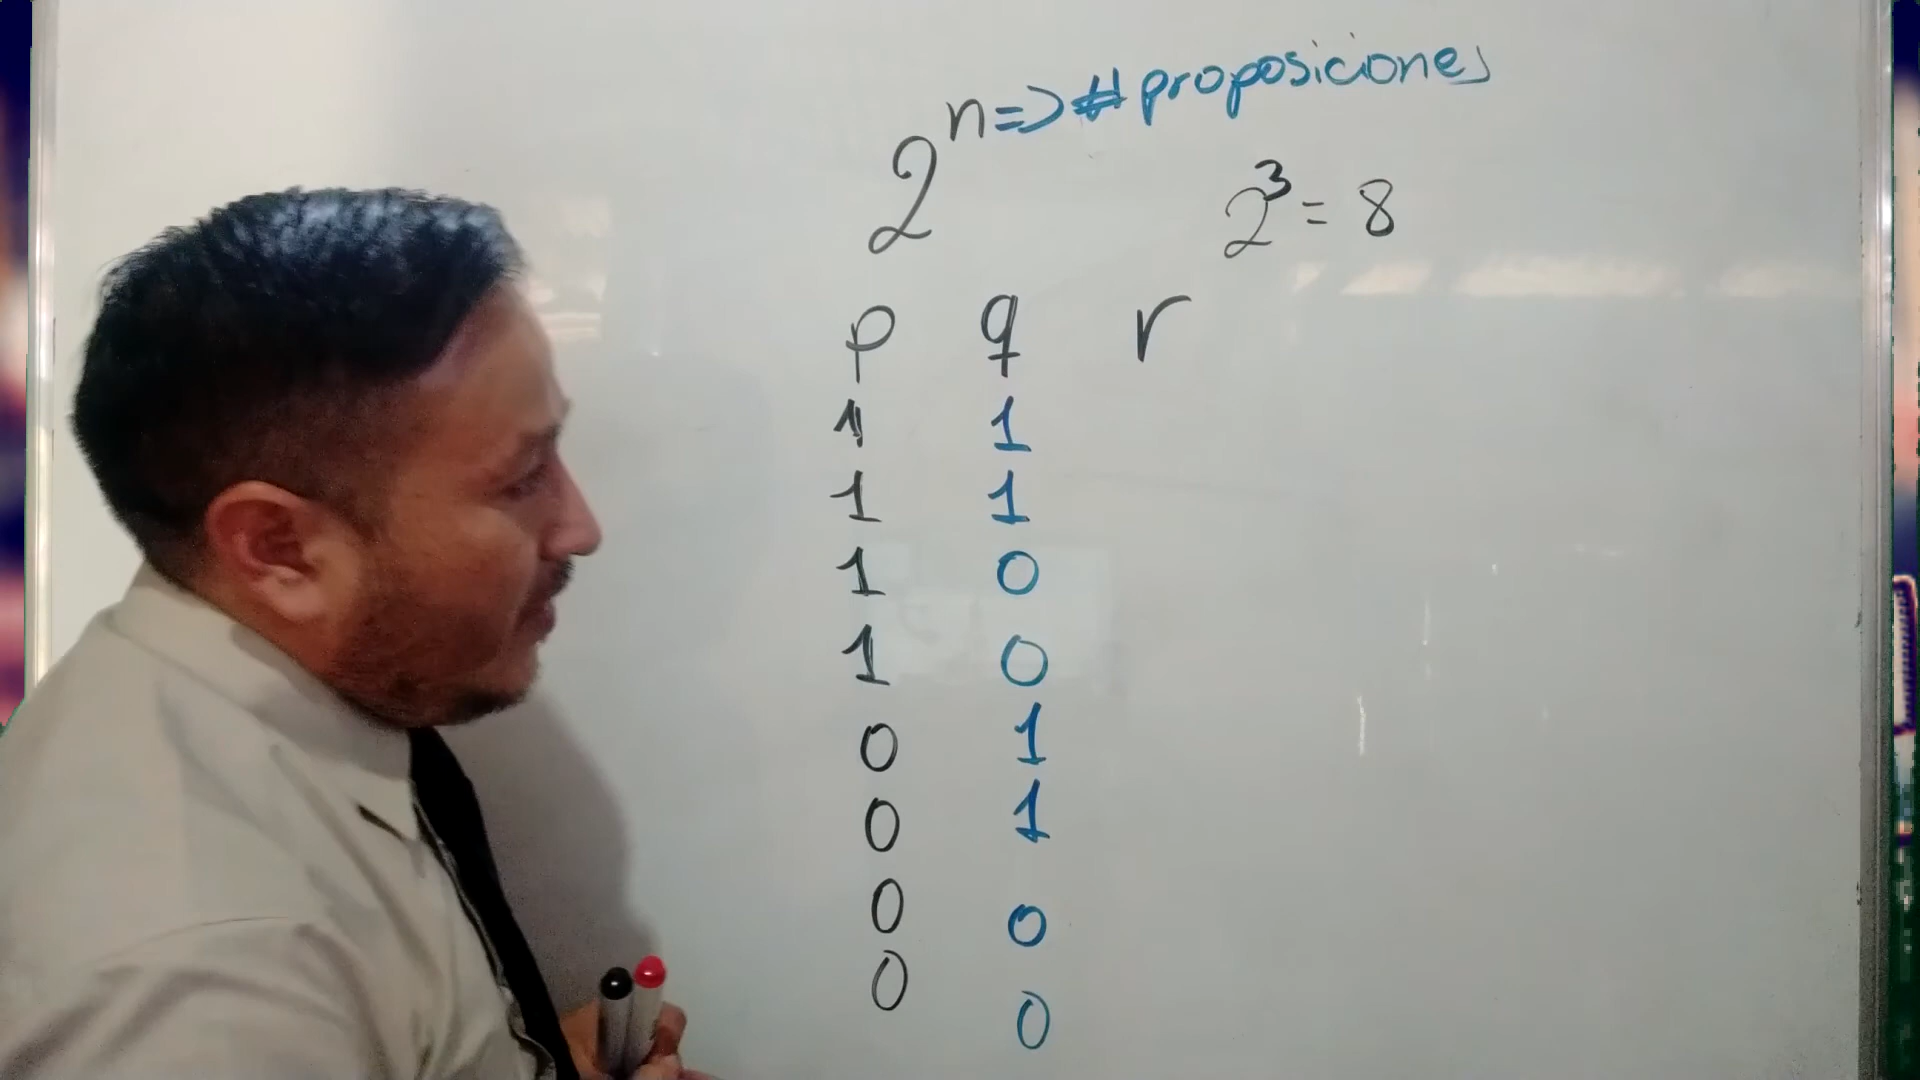 2^n => # proposiciones
2^3 = 8
p q r
1 1
1 1
1 0
1 0
0 1
0 1
0 0
0 0